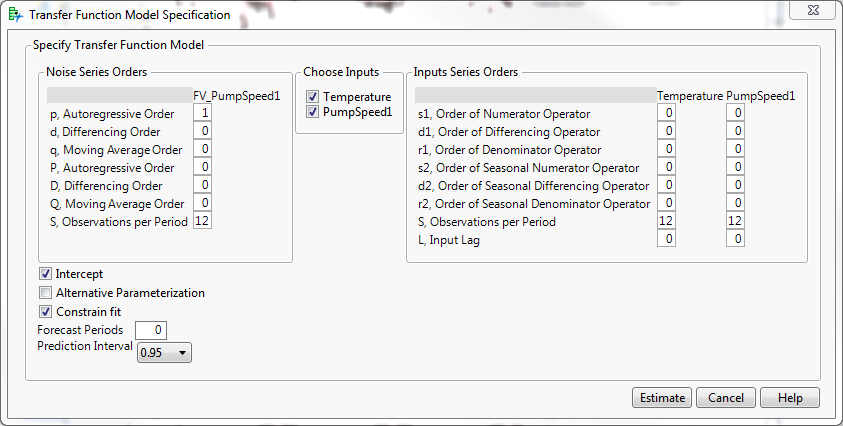 Transfer Function Model Specification
Specify Transfer Function Model
Noise Series Orders
FV_PumpSpeed1
p, Autoregressive Order 1
d, Differencing Order 0
q, Moving Average Order 0
P, Autoregressive Order 0
D, Differencing Order 0
Q, Moving Average Order 0
S, Observations per Period 12
Choose Inputs
Temperature
PumpSpeed1
Inputs Series Orders
Temperature PumpSpeed1
s1, Order of Numerator Operator 0 0
d1, Order of Differencing Operator 0 0
r1, Order of Denominator Operator 0 0
s2, Order of Seasonal Numerator Operator 0 0
d2, Order of Seasonal Differencing Operator 0 0
r2, Order of Seasonal Denominator Operator 0 0
S, Observations per Period 12 12
L, Input Lag 0 0
Intercept
Alternative Parameterization
Constrain fit
Forecast Periods 0
Prediction Interval 0.95
Estimate Cancel Help